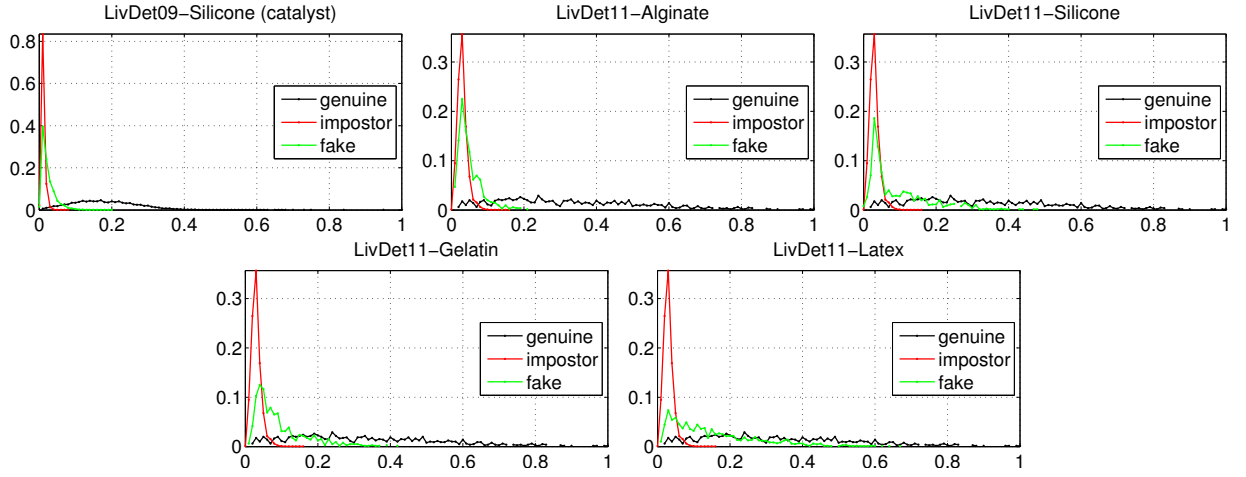 LivDet09−Silicone (catalyst)
0.8
0.6
0.4
0.2
0
0 0.2 0.4 0.6 0.8 1
genuine
impostor
fake
LivDet11−Alginate
0.3
0.2
0.1
0
0 0.2 0.4 0.6 0.8 1
genuine
impostor
fake
LivDet11−Silicone
0.3
0.2
0.1
0
0 0.2 0.4 0.6 0.8 1
genuine
impostor
fake
LivDet11−Gelatin
0.3
0.2
0.1
0
0 0.2 0.4 0.6 0.8 1
genuine
impostor
fake
LivDet11−Latex
0.3
0.2
0.1
0
0 0.2 0.4 0.6 0.8 1
genuine
impostor
fake